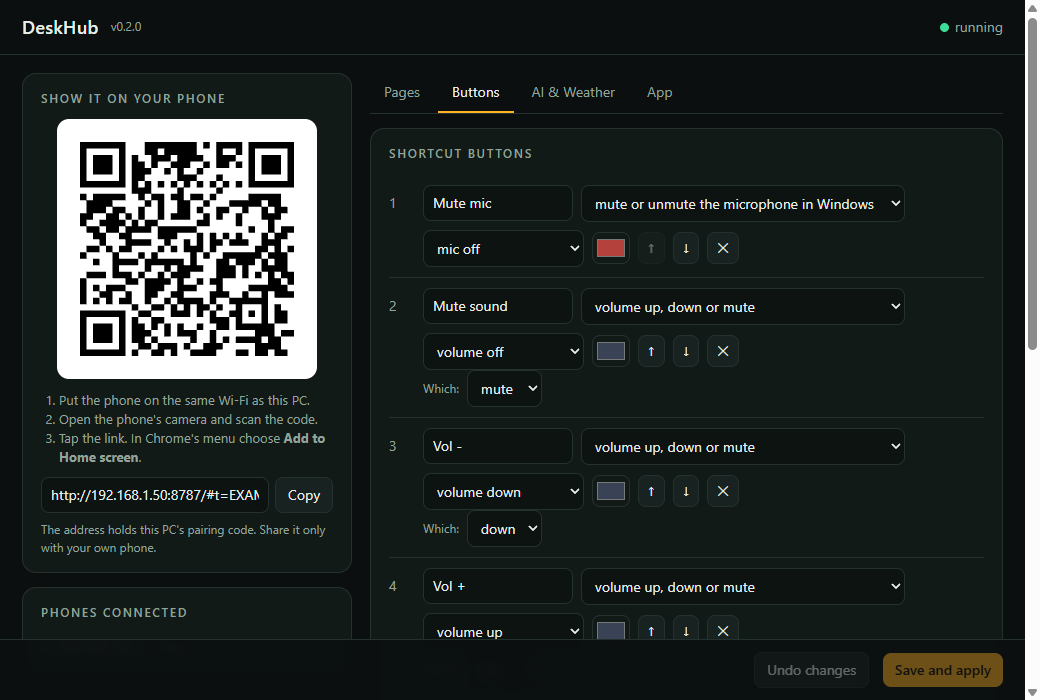 DeskHub v0.2.0
running
SHOW IT ON YOUR PHONE
1. Put the phone on the same Wi-Fi as this PC.
2. Open the phone's camera and scan the code.
3. Tap the link. In Chrome's menu choose Add to
Home screen.
http://192.168.1.50:8787/#t=EXAM
Copy
The address holds this PC's pairing code. Share it only
with your own phone.
PHONES CONNECTED
Pages Buttons AI & Weather App
SHORTCUT BUTTONS
1 Mute mic mute or unmute the microphone in Windows
mic off ↑ ↓ ✕
2 Mute sound volume up, down or mute
volume off ↑ ↓ ✕
Which: mute
3 Vol - volume up, down or mute
volume down ↑ ↓ ✕
Which: down
4 Vol + volume up, down or mute
volume up ↑ ↓ ✕
Undo changes Save and apply